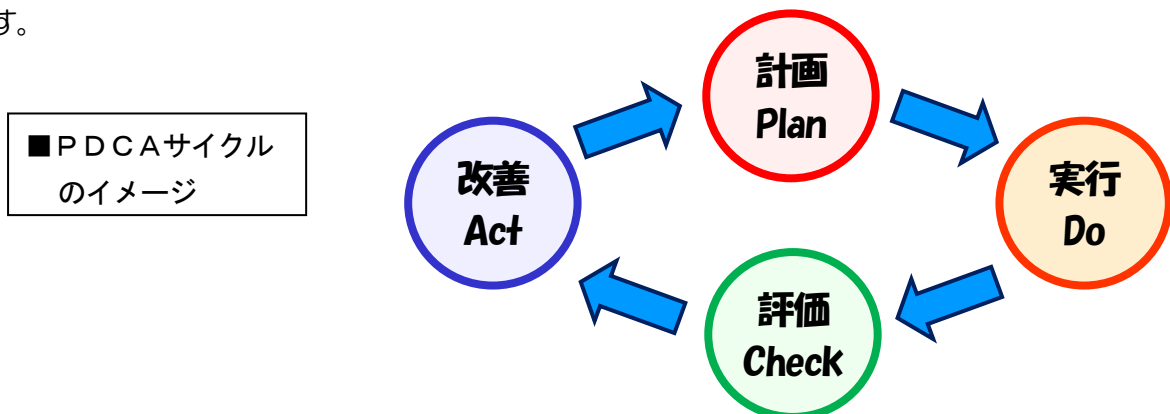 す。
■ＰＤＣＡサイクル
のイメージ
計画
Plan
改善
Act
実行
Do
評価
Check